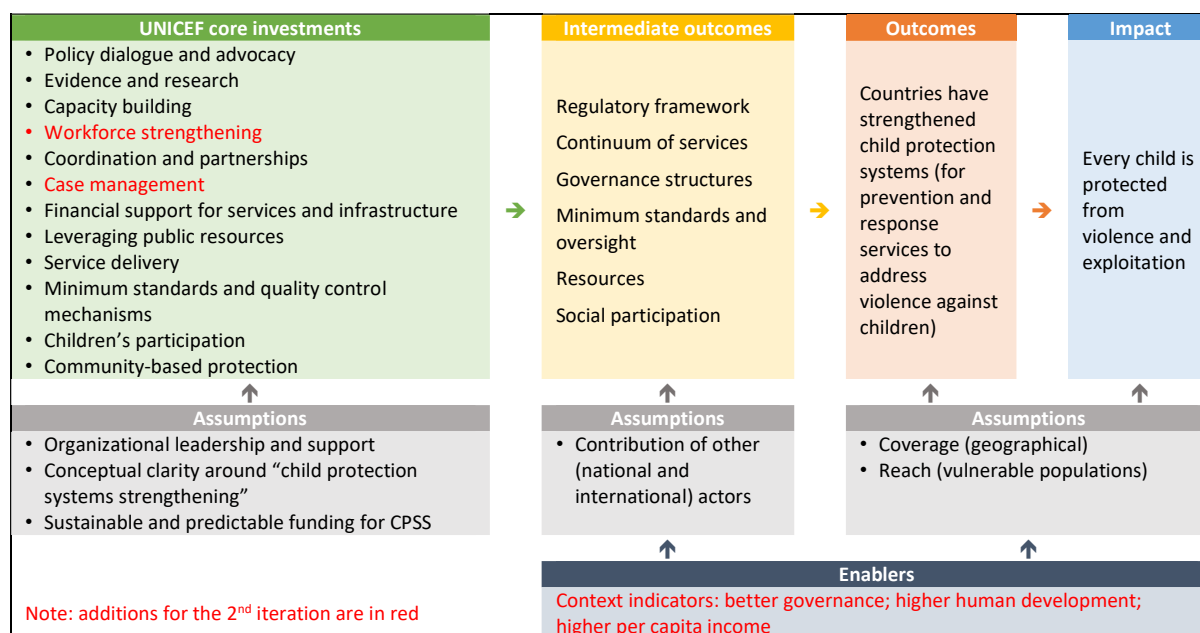 UNICEF core investments
• Policy dialogue and advocacy
• Evidence and research
• Capacity building
• Workforce strengthening
• Coordination and partnerships
• Case management
• Financial support for services and infrastructure
• Leveraging public resources
• Service delivery
• Minimum standards and quality control
mechanisms
• Children's participation
• Community-based protection
Intermediate outcomes
Regulatory framework
Continuum of services
Governance structures
Minimum standards and
oversight
Resources
Social participation
Outcomes
Countries have
strengthened
child protection
systems (for
prevention and
response
services to
address
violence against
children)
Impact
Every child is
protected
from
violence and
exploitation
Assumptions
• Organizational leadership and support
• Conceptual clarity around “child protection
systems strengthening”
• Sustainable and predictable funding for CPSS
Assumptions
• Contribution of other
(national and
international) actors
Assumptions
• Coverage (geographical)
• Reach (vulnerable populations)
Note: additions for the 2nd iteration are in red
Enablers
Context indicators: better governance; higher human development;
higher per capita income